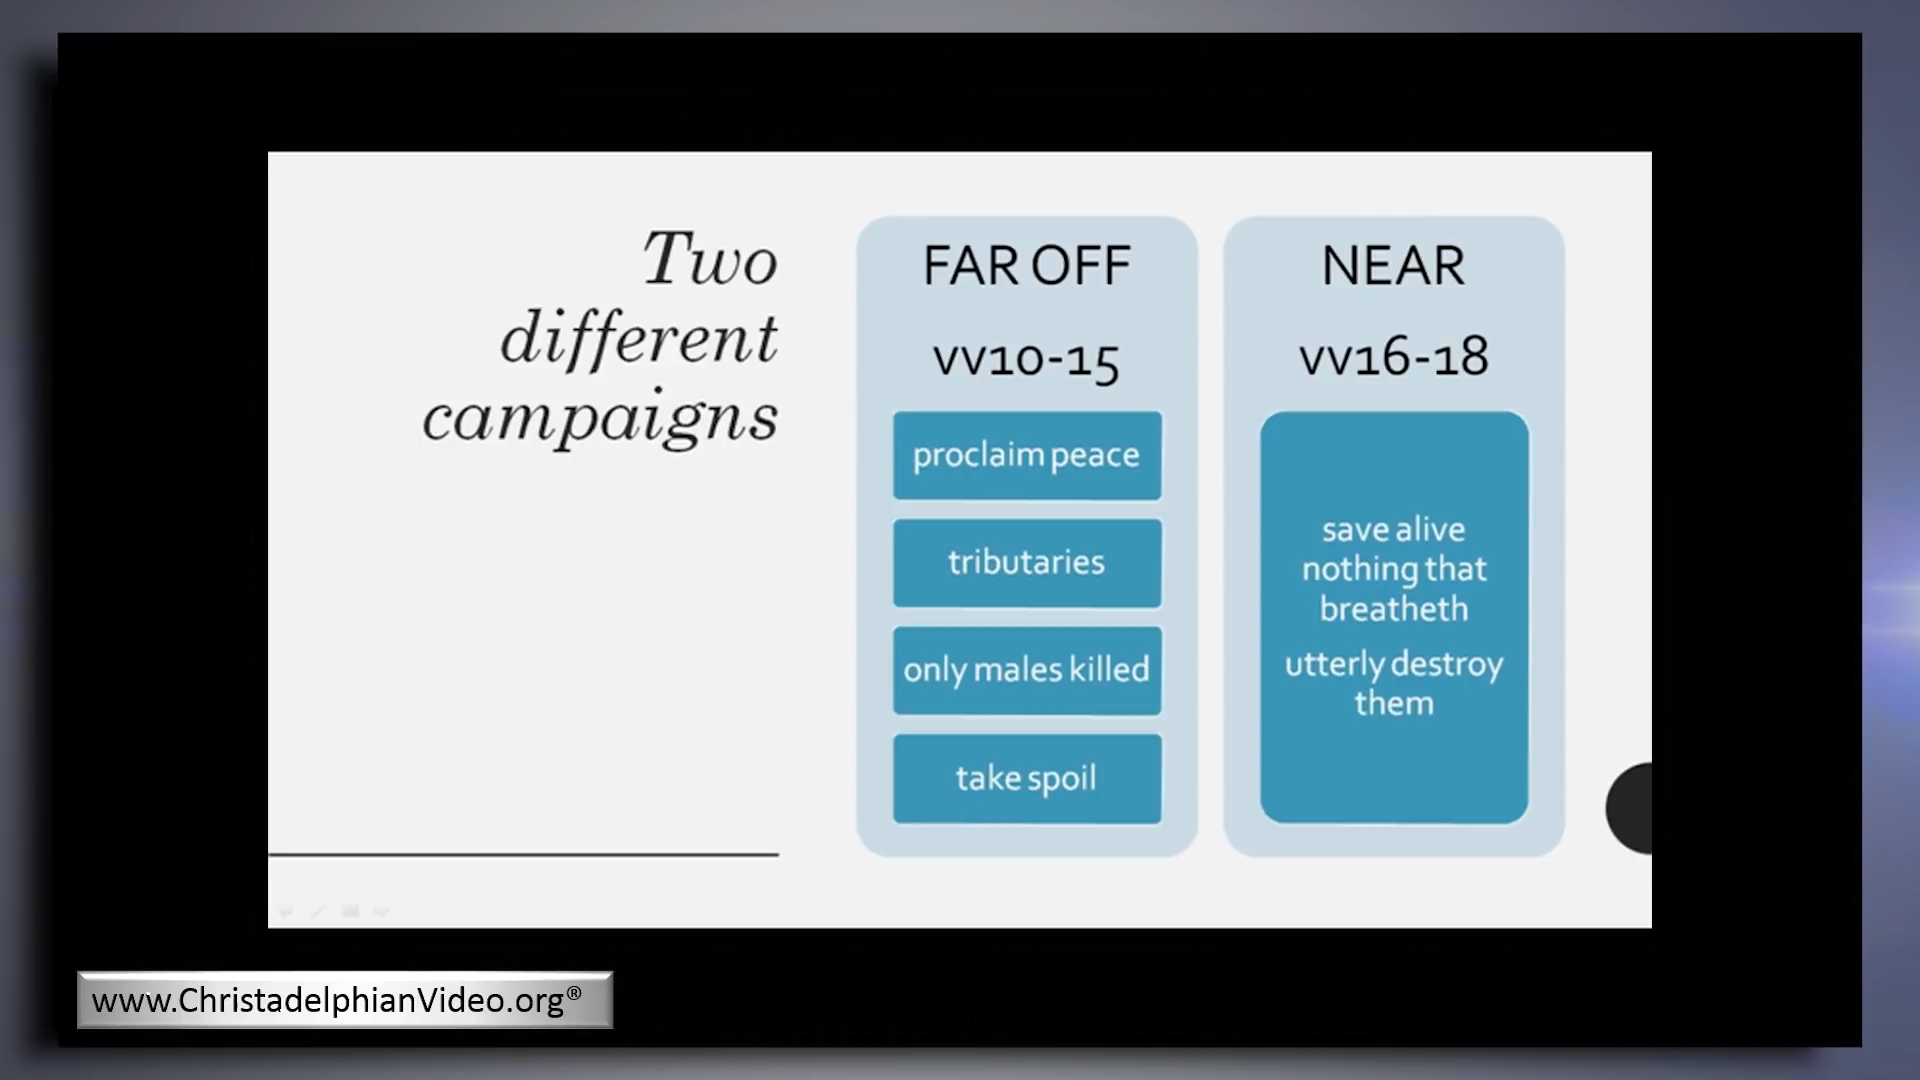 Two
different
campaigns
FAR OFF
vv10-15
proclaim peace
tributaries
only males killed
take spoil
NEAR
vv16-18
save alive
nothing that
breatheth
utterly destroy
them
www.ChristadelphianVideo.org®